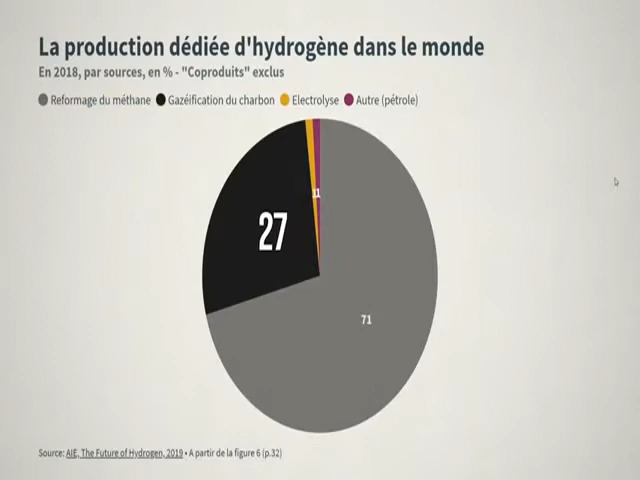 La production dédiée d'hydrogène dans le monde
En 2018, par sources, en % - "Coproduits" exclus
Reformage du méthane Gazéification du charbon Electrolyse Autre (pétrole)
11
27
71
Source: AIE, The Future of Hydrogen, 2019 • A partir de la figure 6 (p.32)